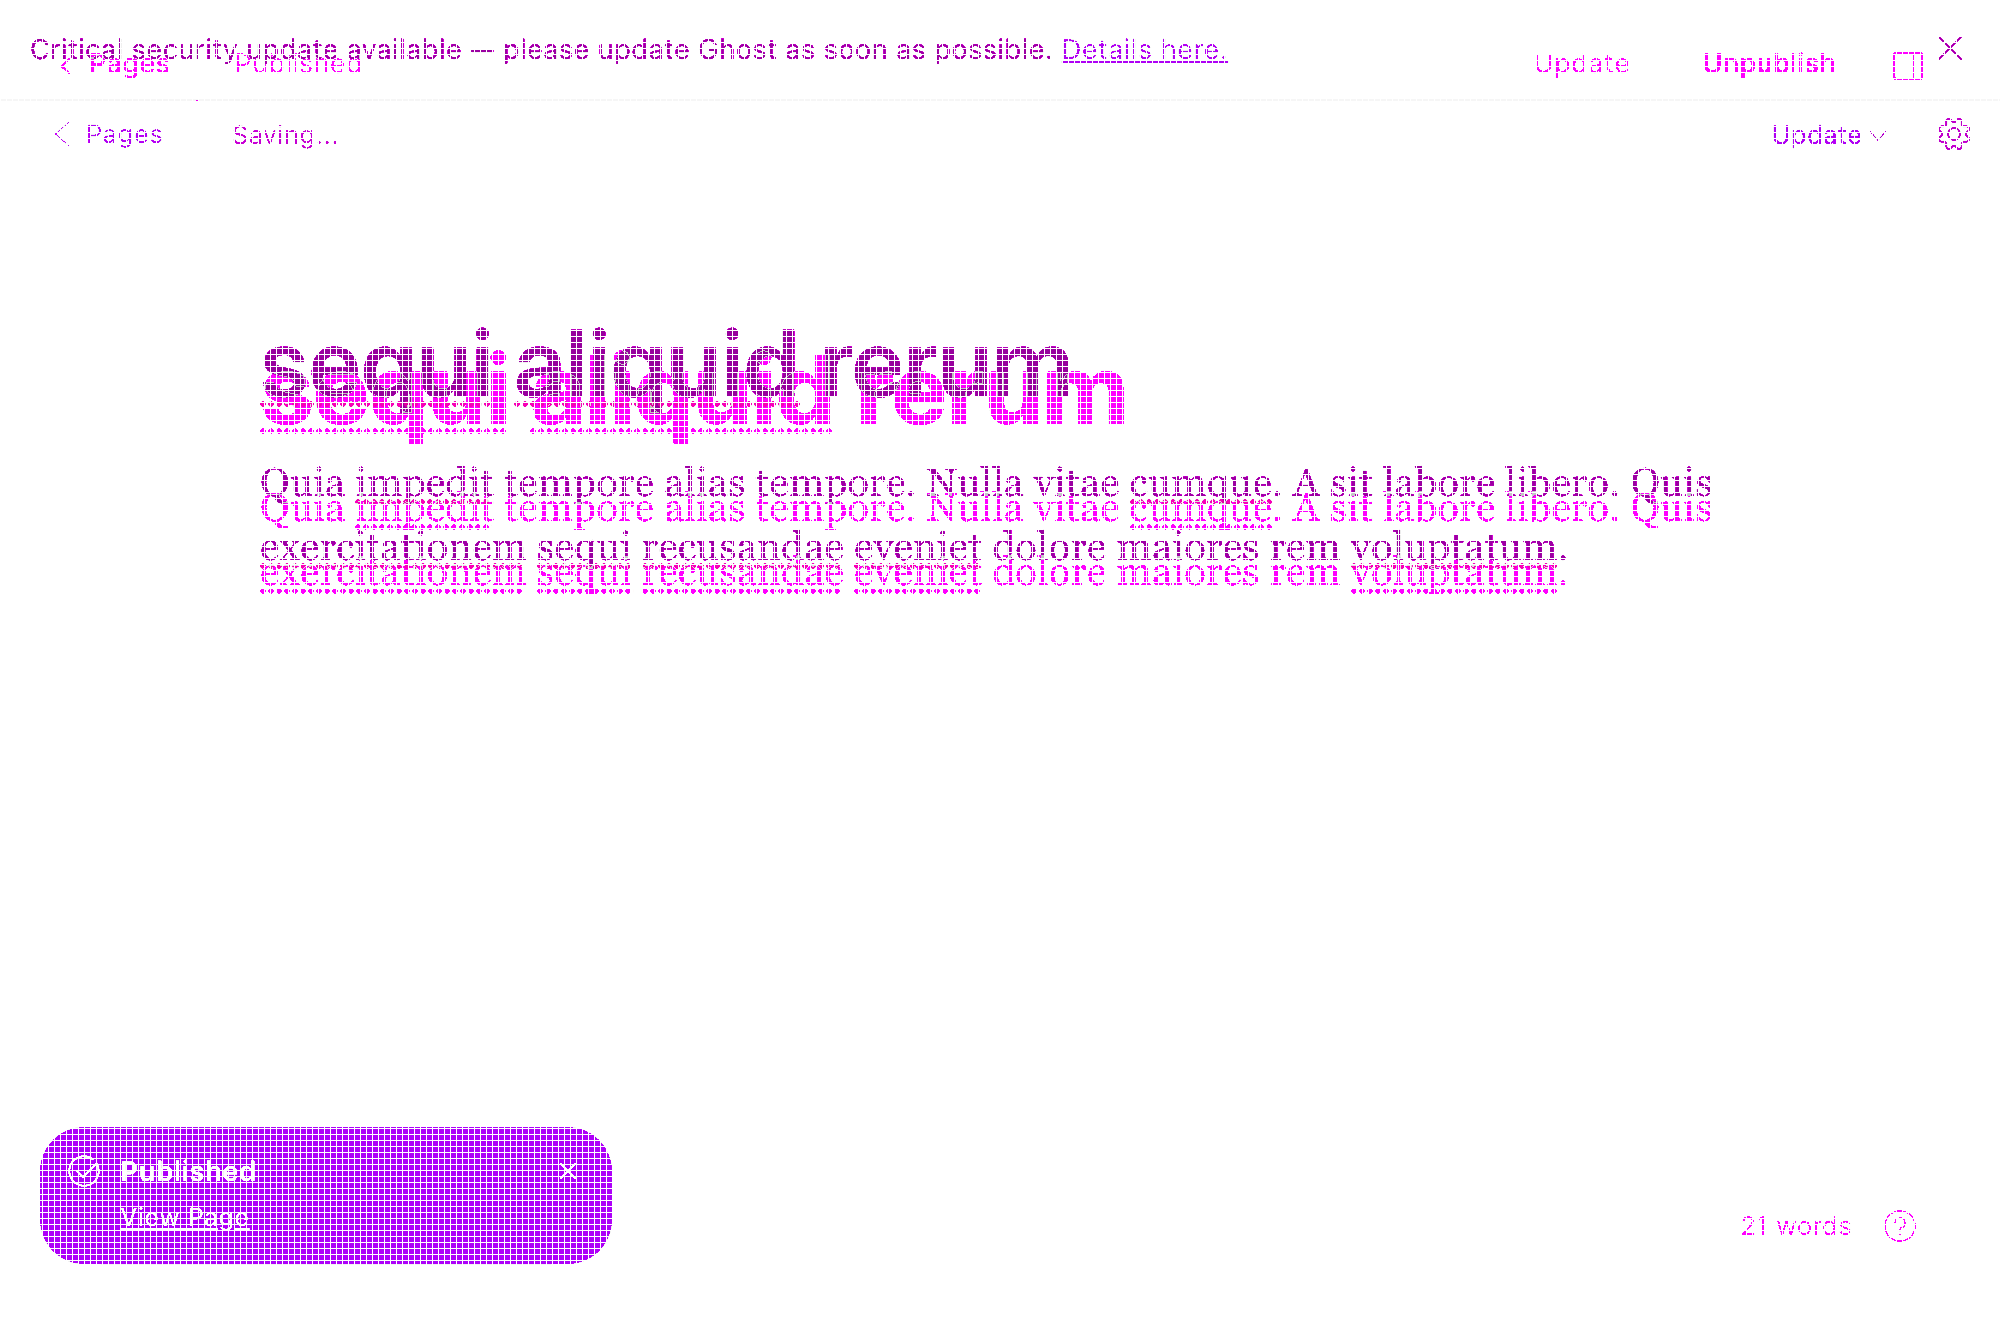 Critical security update available — please update Ghost as soon as possible. Details here.
Pages Published Update Unpublish
Pages Saving... Update
sequi aliquid rerum
sequi aliquid rerum
Quia impedit tempore alias tempore. Nulla vitae cumque. A sit labore libero. Quis
Quia impedit tempore alias tempore. Nulla vitae cumque. A sit labore libero. Quis
exercitationem sequi recusandae eveniet dolore maiores rem voluptatum.
exercitationem sequi recusandae eveniet dolore maiores rem voluptatum.
Published
View Page
21 words